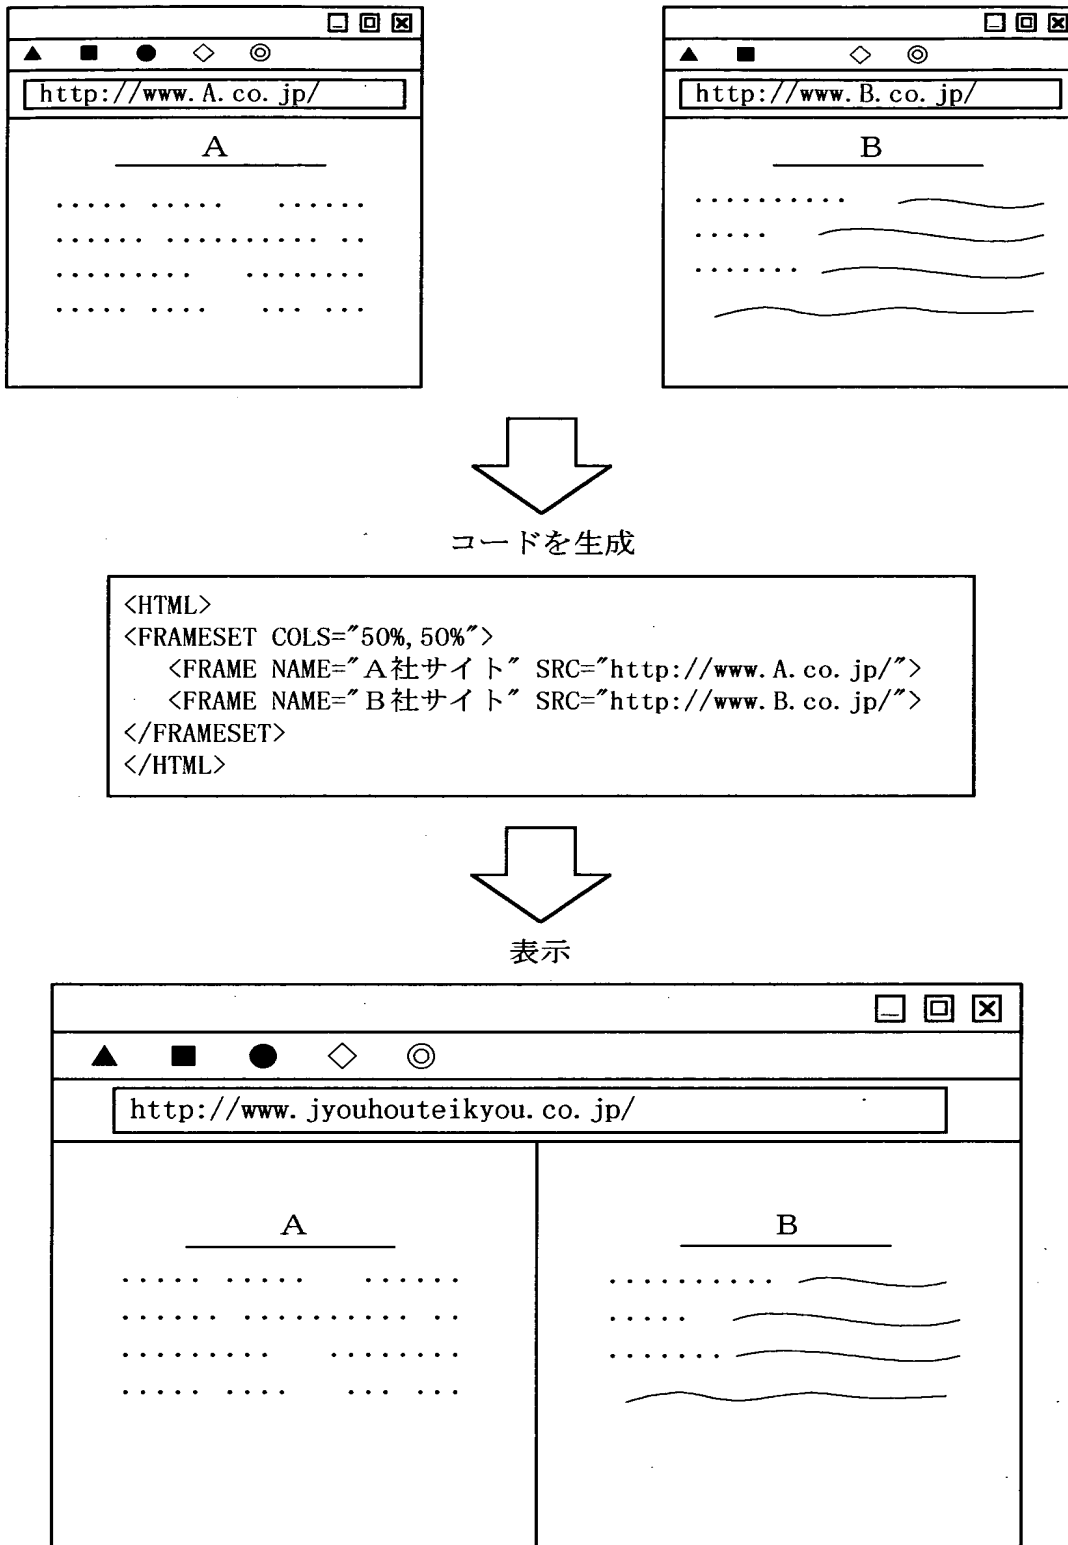 http://www.A.co.jp/
A
http://www.B.co.jp/
B
コードを生成
<HTML>
<FRAMESET COLS="50%,50%">
<FRAME NAME="A社サイト" SRC="http://www.A.co.jp/">
<FRAME NAME="B社サイト" SRC="http://www.B.co.jp/">
</FRAMESET>
</HTML>
表示
http://www.jyouhouteikyou.co.jp/
A
B